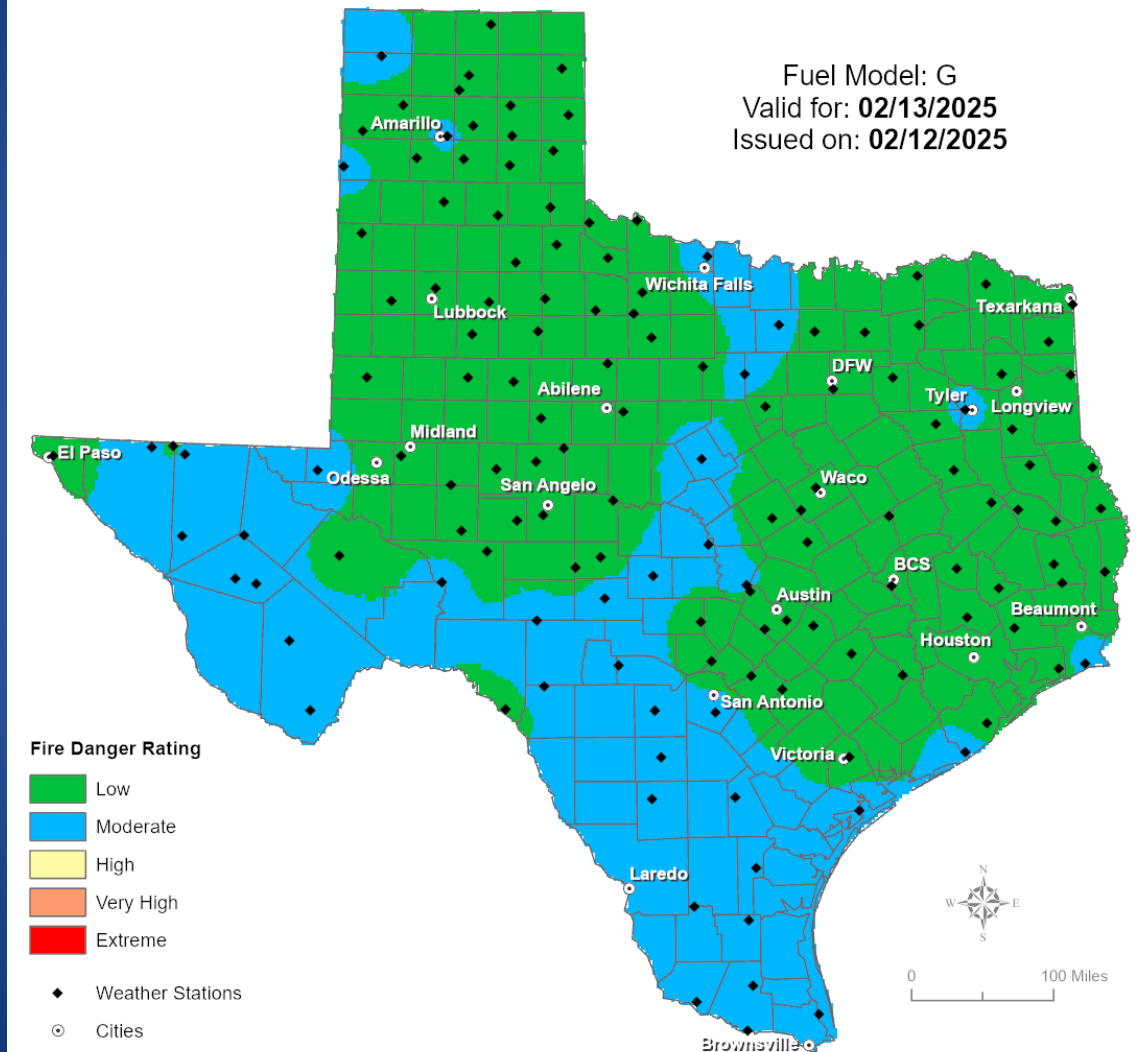 Fuel Model: G
Valid for: 02/13/2025
Issued on: 02/12/2025
Amarillo
Wichita Falls
Lubbock
Texarkana
DFW
Abilene
Tyler
Longview
Midland
El Paso
Odessa
San Angelo
Waco
BCS
Austin
Beaumont
Houston
San Antonio
Victoria
Laredo
Brownsville
Fire Danger Rating
Low
Moderate
High
Very High
Extreme
Weather Stations
Cities
N
W E
S
0 100 Miles